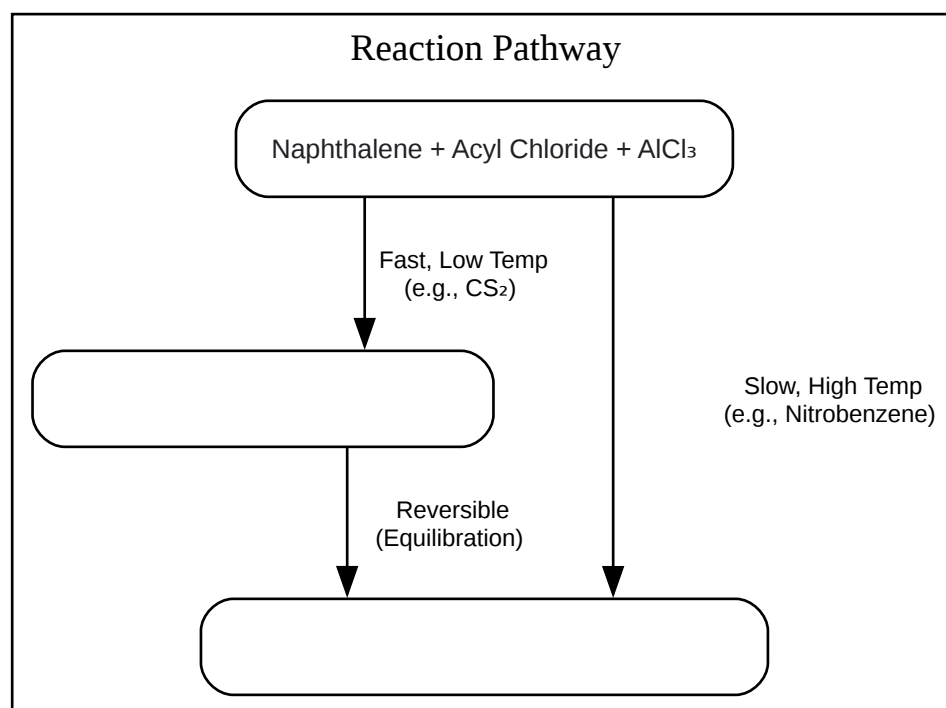 Reaction Pathway
Naphthalene + Acyl Chloride + AlCl₃
Fast, Low Temp
(e.g., CS₂)
Slow, High Temp
(e.g., Nitrobenzene)
Reversible
(Equilibration)